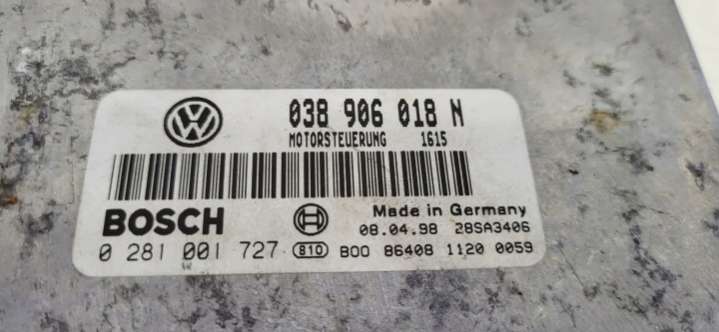 038 906 018 N
MOTORSTEUERUNG 1615
BOSCH
Made in Germany
08.04.98 28SA3406
0 281 001 727 810 B00 86408 1120 0059